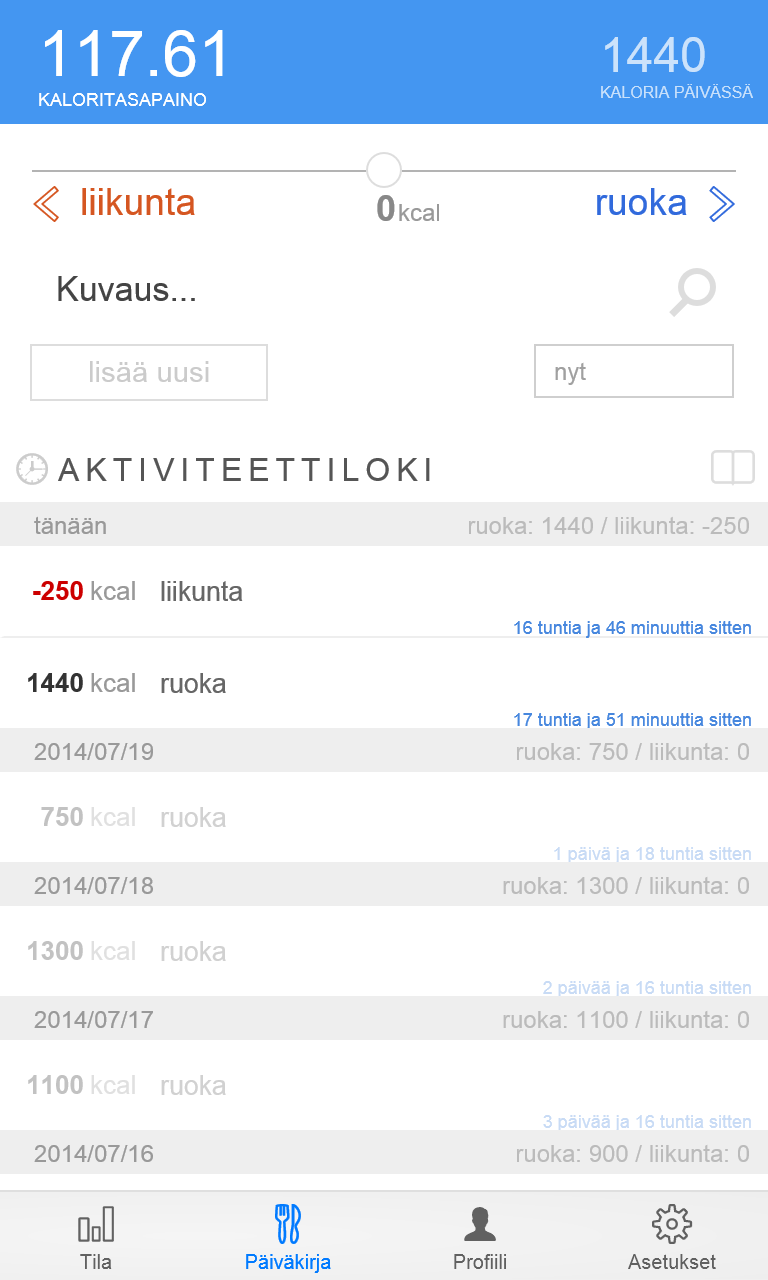 117.61 1440
KALORITASAPAINO KALORIA PÄIVÄSSÄ
liikunta 0 kcal ruoka
Kuvaus...
lisää uusi nyt
AKTIVITEETTILOKI
tänään ruoka: 1440 / liikunta: -250
-250 kcal liikunta
16 tuntia ja 46 minuuttia sitten
1440 kcal ruoka
17 tuntia ja 51 minuuttia sitten
2014/07/19 ruoka: 750 / liikunta: 0
750 kcal ruoka
1 päivä ja 18 tuntia sitten
2014/07/18 ruoka: 1300 / liikunta: 0
1300 kcal ruoka
2 päivää ja 16 tuntia sitten
2014/07/17 ruoka: 1100 / liikunta: 0
1100 kcal ruoka
3 päivää ja 16 tuntia sitten
2014/07/16 ruoka: 900 / liikunta: 0
Tila Päiväkirja Profiili Asetukset